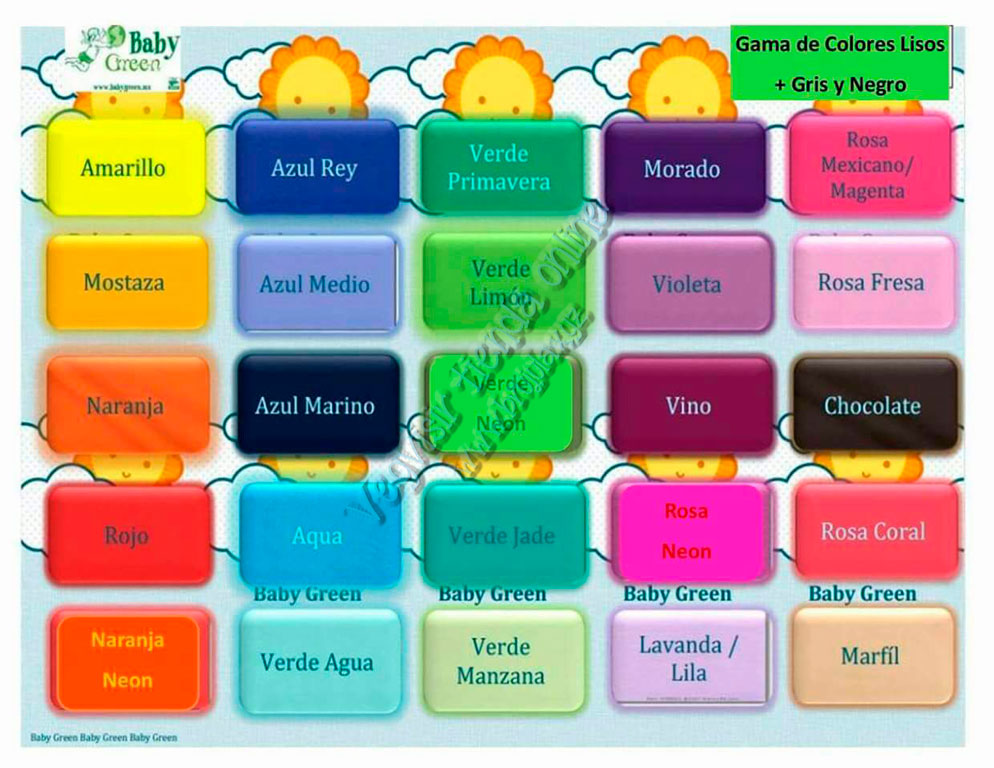 Baby
Green
www.babygreen.mx
Gama de Colores Lisos
+ Gris y Negro
Amarillo
Azul Rey
Verde
Primavera
Morado
Rosa
Mexicano/
Magenta
Mostaza
Azul Medio
Verde
Limón
Violeta
Rosa Fresa
Naranja
Azul Marino
Verde
Neon
Vino
Chocolate
Rojo
Aqua
Verde Jade
Rosa
Neon
Rosa Coral
Baby Green
Baby Green
Baby Green
Baby Green
Naranja
Neon
Verde Agua
Verde
Manzana
Lavanda /
Lila
Marfíl
Baby Green Baby Green Baby Green
tienda online